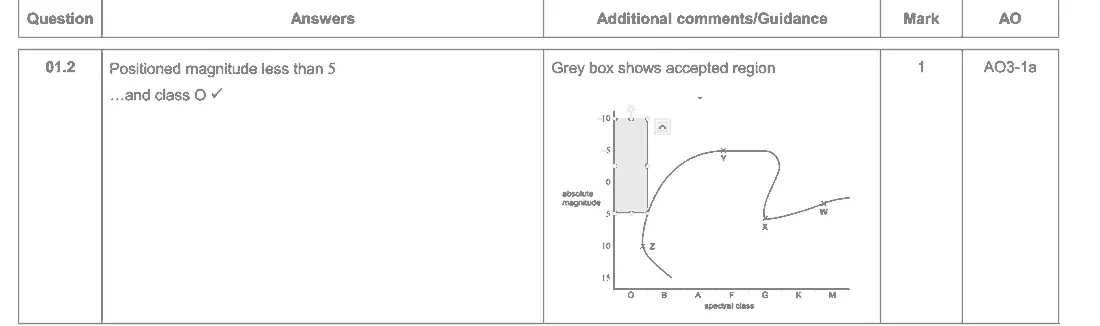 Question Answers Additional comments/Guidance Mark AO
01.2 Positioned magnitude less than 5 Grey box shows accepted region 1 AO3-1a
…and class O ✓
-10
-5
Y
0
absolute
magnitude
W
5
X
10
Z
15
O B A F G K M
spectral class